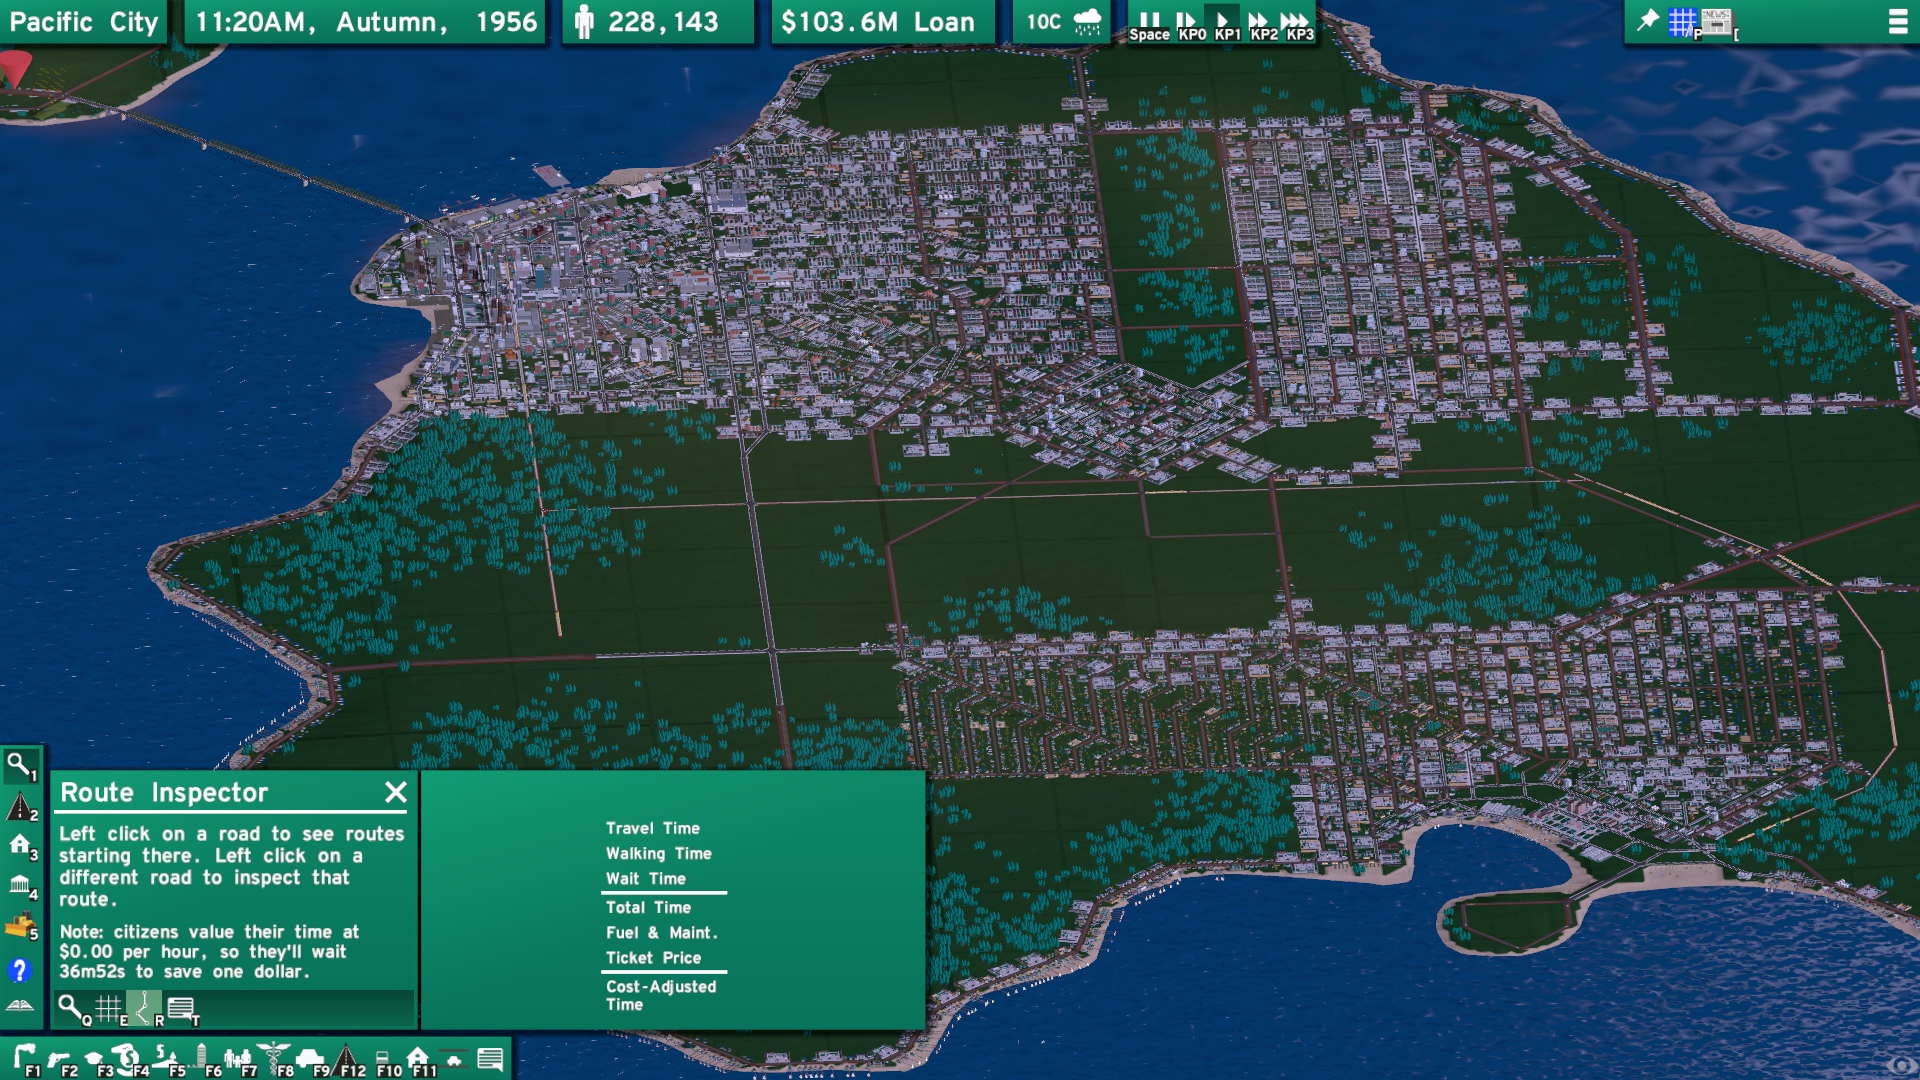 Pacific City
11:20AM, Autumn, 1956
228,143
$103.6M Loan
10C
Space KP0 KP1 KP2 KP3
P
NEWS
[
1
2
3
4
5
?
Route Inspector
Left click on a road to see routes
starting there. Left click on a
different road to inspect that
route.
Note: citizens value their time at
$0.00 per hour, so they'll wait
36m52s to save one dollar.
Q E R T
Travel Time
Walking Time
Wait Time
Total Time
Fuel & Maint.
Ticket Price
Cost-Adjusted
Time
F1 F2 F3 F4 F5 F6 F7 F8 F9 F12 F10 F11